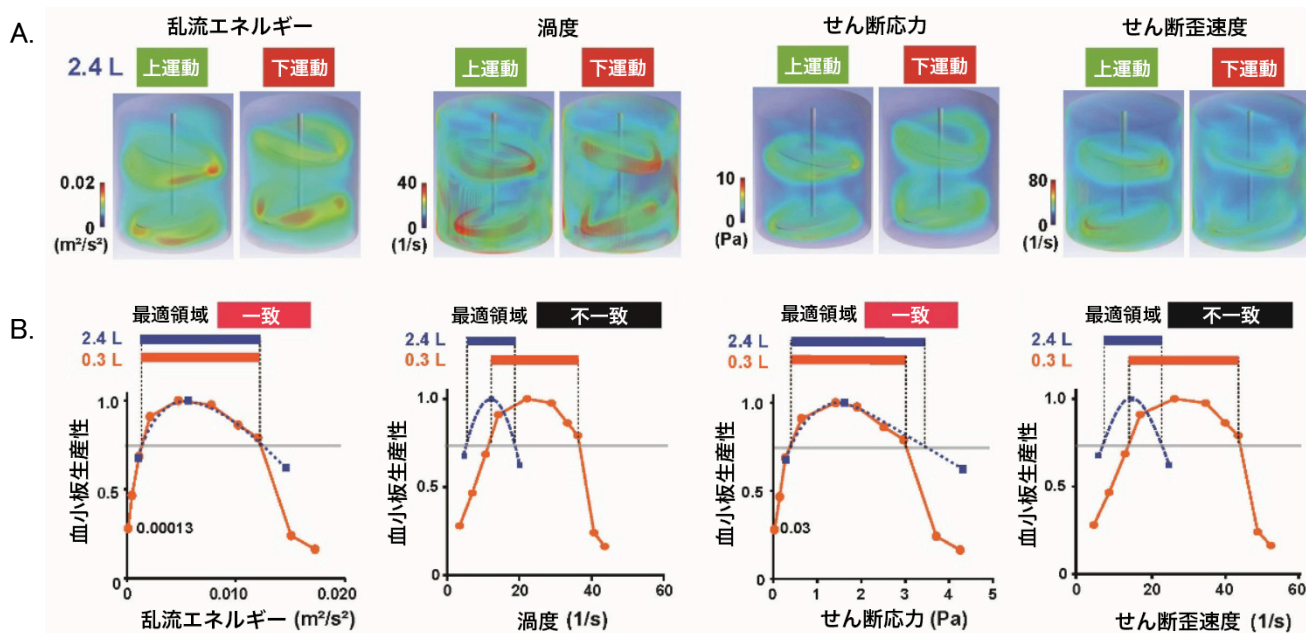 A.
乱流エネルギー
渦度
せん断応力
せん断歪速度
2.4 L
上運動
下運動
上運動
下運動
上運動
下運動
上運動
下運動
0.02
0
(m²/s²)
40
0
(1/s)
10
0
(Pa)
80
0
(1/s)
B.
最適領域 一致
2.4 L
0.3 L
血小板生産性
1.0
0.5
0
0.00013
0 0.010 0.020
乱流エネルギー (m²/s²)
最適領域 不一致
2.4 L
0.3 L
血小板生産性
1.0
0.5
0
0 20 40 60
渦度 (1/s)
最適領域 一致
2.4 L
0.3 L
血小板生産性
1.0
0.5
0
0.03
0 1 2 3 4 5
せん断応力 (Pa)
最適領域 不一致
2.4 L
0.3 L
血小板生産性
1.0
0.5
0
0 20 40 60
せん断歪速度 (1/s)